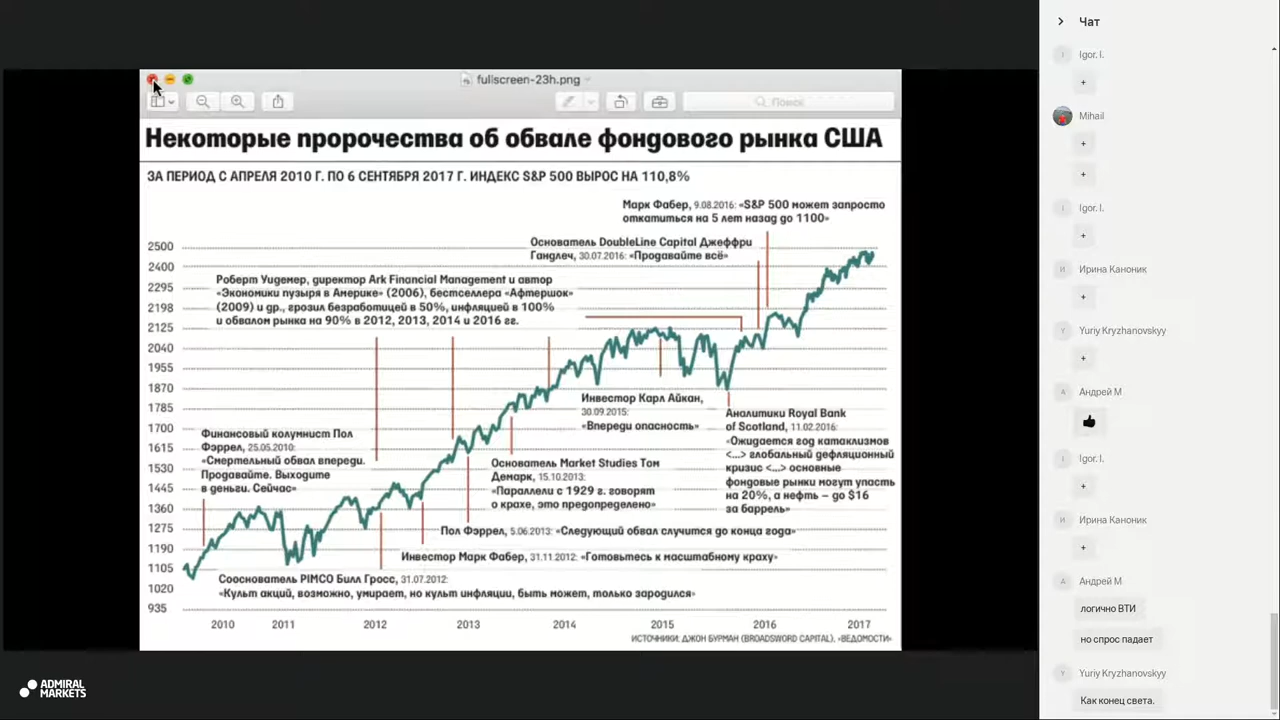 fullscreen-23h.png
Поиск
Некоторые пророчества об обвале фондового рынка США
ЗА ПЕРИОД С АПРЕЛЯ 2010 Г. ПО 6 СЕНТЯБРЯ 2017 Г. ИНДЕКС S&P 500 ВЫРОС НА 110,8%
Марк Фабер, 9.08.2016: «S&P 500 может запросто
откатиться на 5 лет назад до 1100»
Основатель DoubleLine Capital Джеффри
Гандлеч, 30.07.2016: «Продавайте всё»
Роберт Уидемер, директор Ark Financial Management и автор
«Экономики пузыря в Америке» (2006), бестселлера «Афтершок»
(2009) и др., грозил безработицей в 50%, инфляцией в 100%
и обвалом рынка на 90% в 2012, 2013, 2014 и 2016 гг.
2500
2400
2295
2198
2125
2040
1955
1870
1785
1700
1615
1530
1445
1360
1275
1190
1105
1020
935
Инвестор Карл Айкан,
30.09.2015:
«Впереди опасность»
Аналитики Royal Bank
of Scotland, 11.02.2016:
«Ожидается год катаклизмов
<...> глобальный дефляционный
кризис <...> основные
фондовые рынки могут упасть
на 20%, а нефть – до $16
за баррель»
Финансовый колумнист Пол
Фэррел, 25.05.2010:
«Смертельный обвал впереди.
Продавайте. Выходите
в деньги. Сейчас»
Основатель Market Studies Том
Демарк, 15.10.2013:
«Параллели с 1929 г. говорят
о крахе, это предопределено»
Пол Фэррел, 5.06.2013: «Следующий обвал случится до конца года»
Инвестор Марк Фабер, 31.11.2012: «Готовьтесь к масштабному краху»
Сооснователь PIMCO Билл Гросс, 31.07.2012:
«Культ акций, возможно, умирает, но культ инфляции, быть может, только зародился»
2010 2011 2012 2013 2014 2015 2016 2017
ИСТОЧНИКИ: ДЖОН БУРМАН (BROADSWORD CAPITAL), «ВЕДОМОСТИ»
ADMIRAL
MARKETS
Чат
I Igor. I.
+
Mihail
+
+
Igor. I.
+
И Ирина Каноник
+
Y Yuriy Kryzhanovskyy
+
А Андрей М
I Igor. I.
+
И Ирина Каноник
+
А Андрей М
логично ВТИ
но спрос падает
Y Yuriy Kryzhanovskyy
Как конец света.